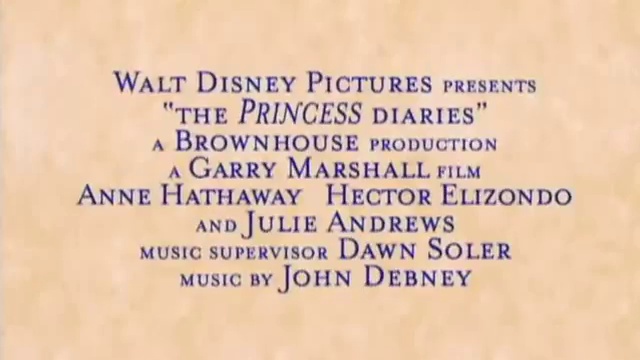 WALT DISNEY PICTURES PRESENTS
"THE PRINCESS DIARIES"
A BROWNHOUSE PRODUCTION
A GARRY MARSHALL FILM
ANNE HATHAWAY HECTOR ELIZONDO
AND JULIE ANDREWS
MUSIC SUPERVISOR DAWN SOLER
MUSIC BY JOHN DEBNEY